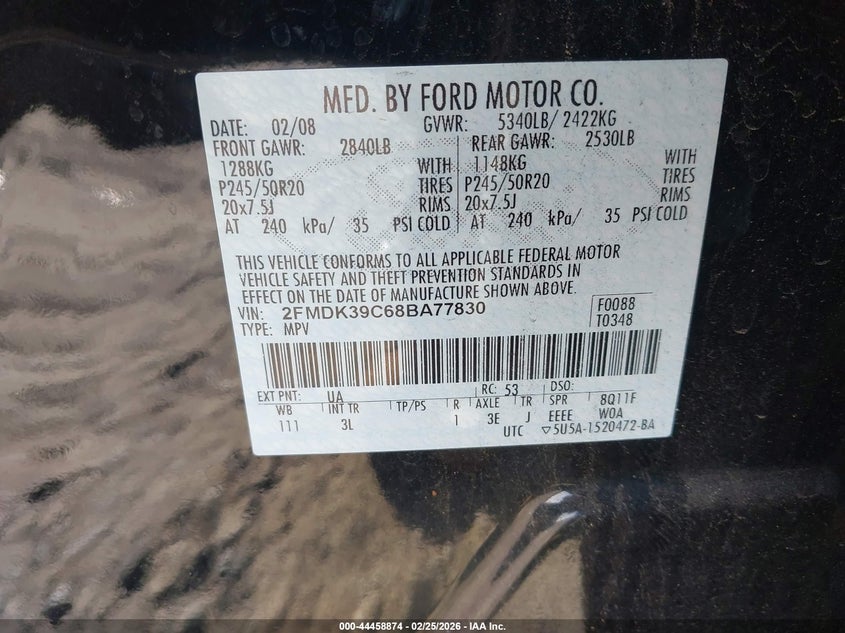 MFD. BY FORD MOTOR CO.
DATE: 02/08 GVWR: 5340LB/ 2422KG
FRONT GAWR: 2840LB REAR GAWR: 2530LB
1288KG WITH 1148KG WITH
P245/50R20 TIRES P245/50R20 TIRES
20x7.5J RIMS 20x7.5J RIMS
AT 240 kPa/ 35 PSI COLD AT 240 kPa/ 35 PSI COLD
THIS VEHICLE CONFORMS TO ALL APPLICABLE FEDERAL MOTOR
VEHICLE SAFETY AND THEFT PREVENTION STANDARDS IN
EFFECT ON THE DATE OF MANUFACTURE SHOWN ABOVE.
VIN: 2FMDK39C68BA77830 F0088
TYPE: MPV T0348
EXT PNT: UA RC: 53 DSO:
WB INT TR TP/PS R AXLE TR SPR 8Q11F
111 3L 1 3E J EEEE W0A
UTC ▽5U5A-1520472-BA
000-44458874 / 02/25/2026 - IAA Inc.